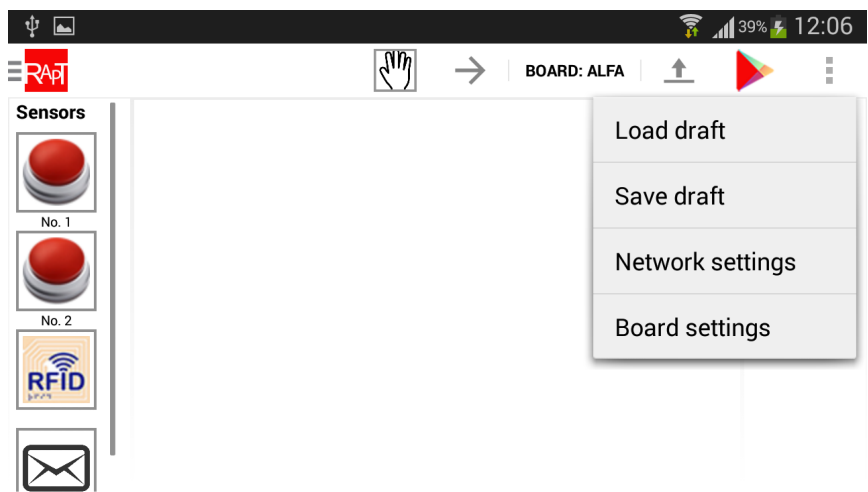 39% 12:06
RApT BOARD: ALFA
Sensors
No. 1
No. 2
RFID
Load draft
Save draft
Network settings
Board settings